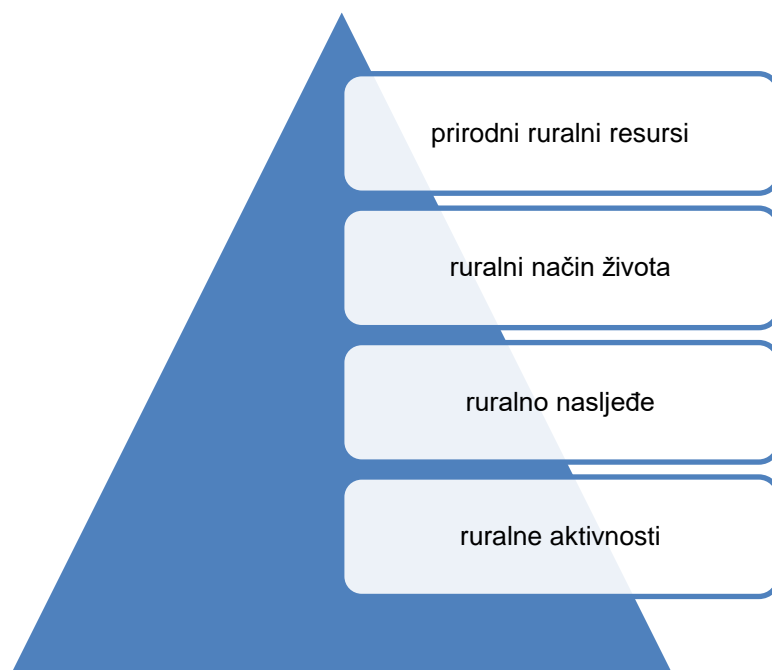 prirodni ruralni resursi
ruralni način života
ruralno nasljeđe
ruralne aktivnosti